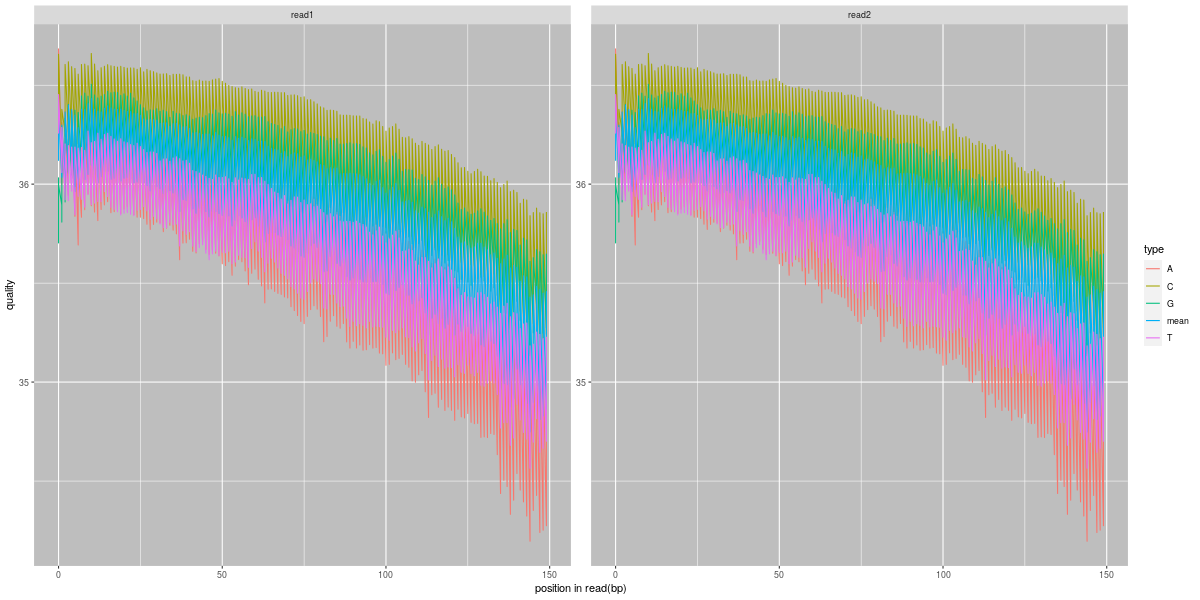 read1
read2
quality
36
35
36
35
0
50
100
150
0
50
100
150
position in read(bp)
type
A
C
G
mean
T